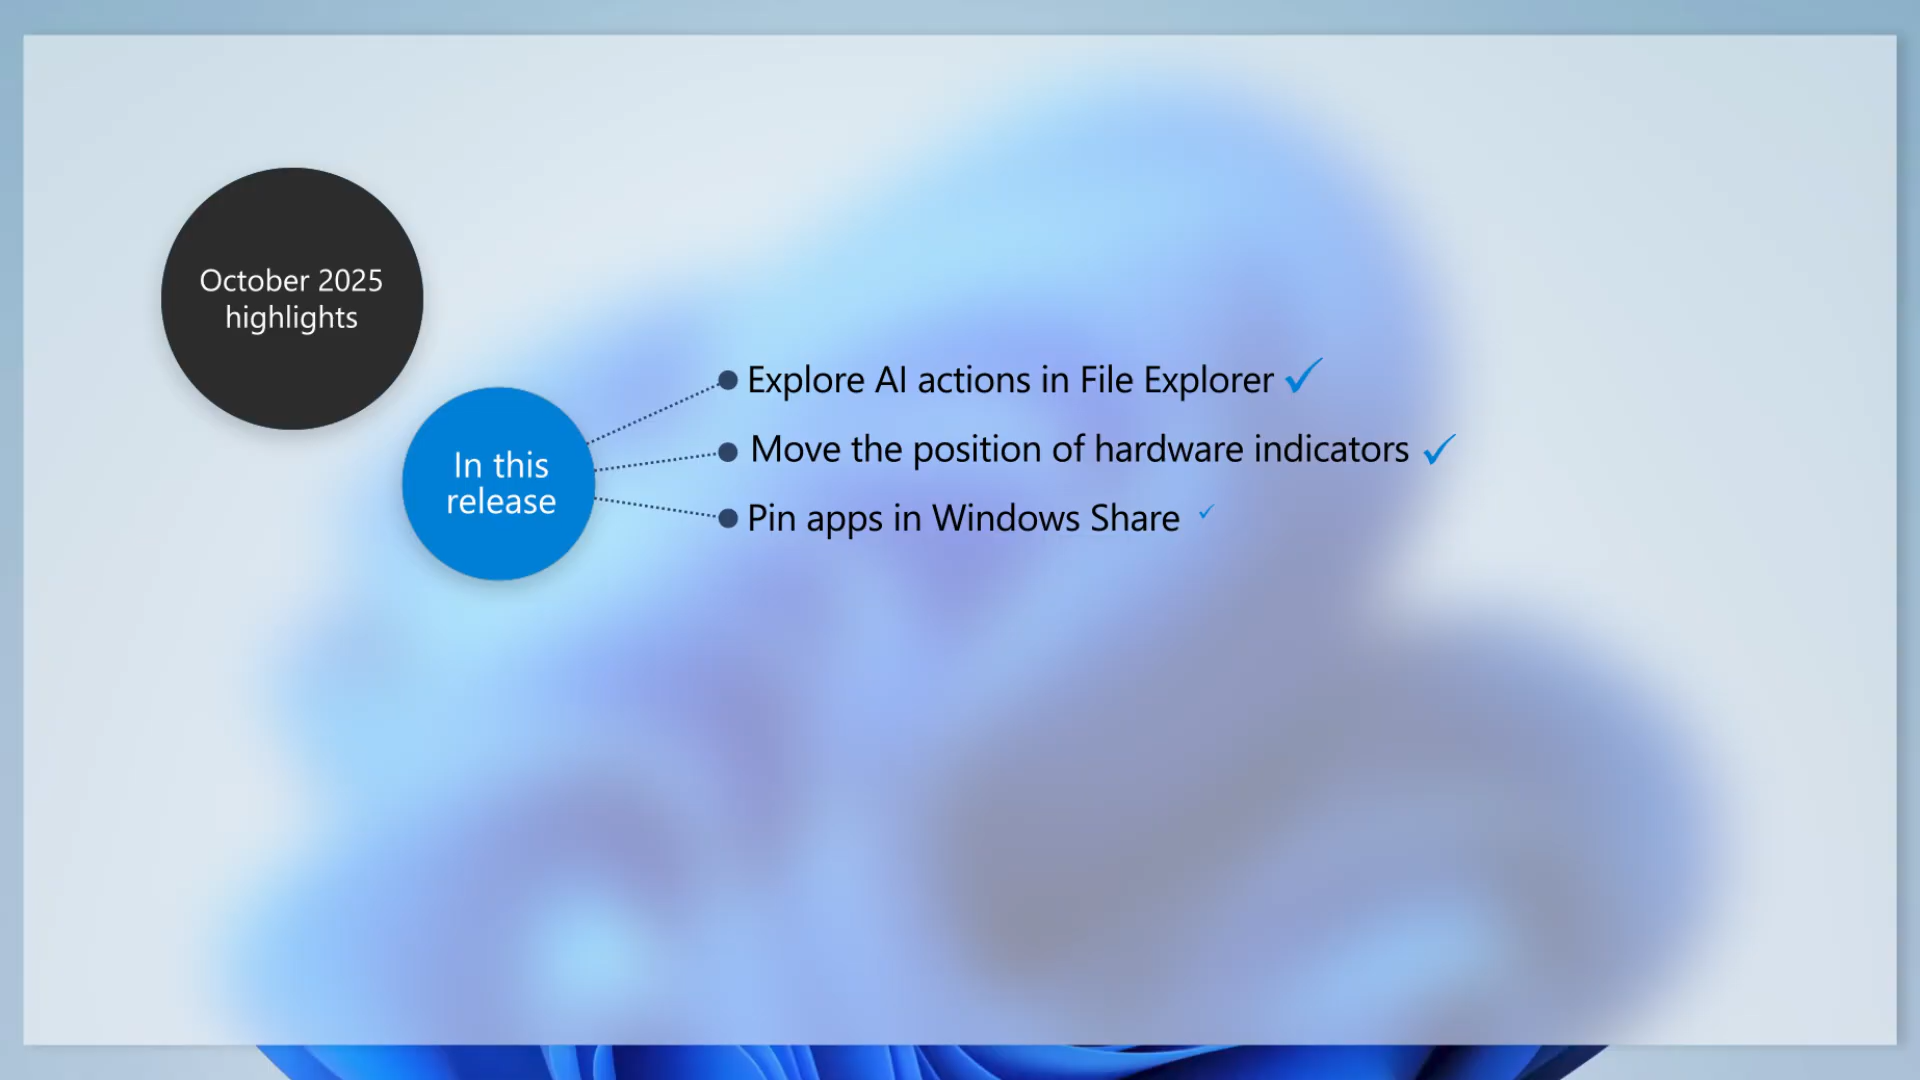 October 2025
highlights
In this
release
Explore AI actions in File Explorer
Move the position of hardware indicators
Pin apps in Windows Share